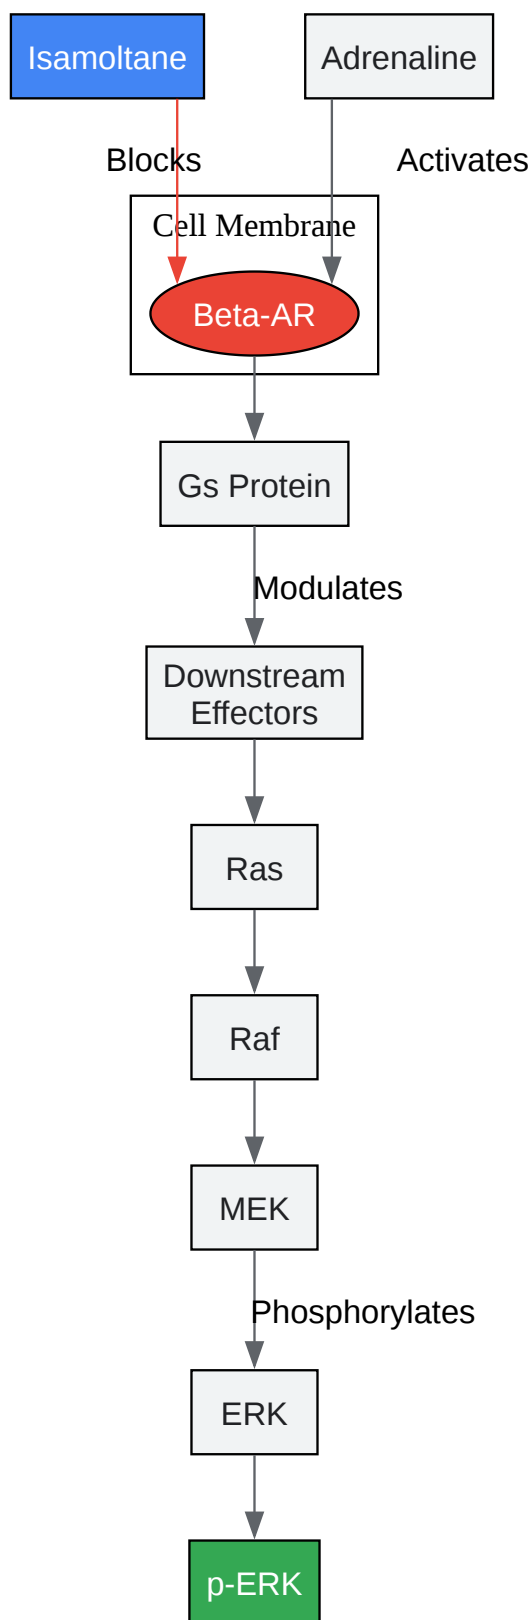 Isamoltane
Adrenaline
Blocks
Activates
Cell Membrane
Beta-AR
Gs Protein
Modulates
Downstream
Effectors
Ras
Raf
MEK
Phosphorylates
ERK
p-ERK